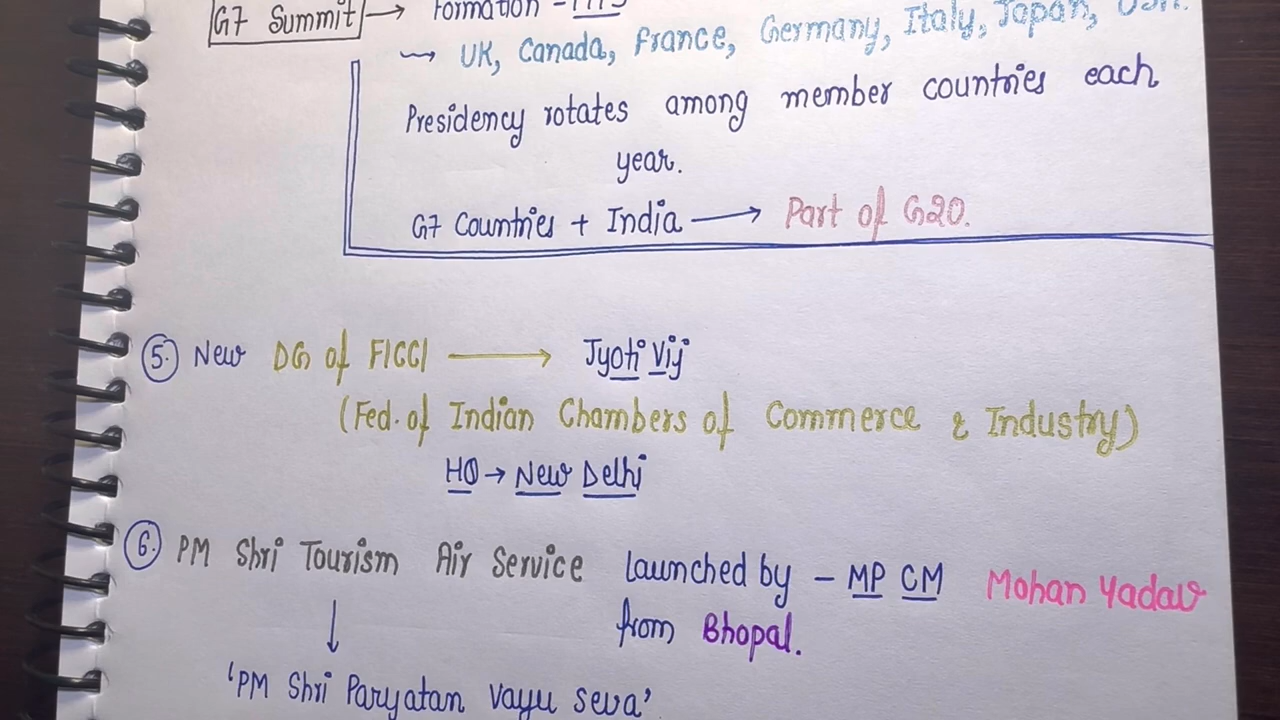 G7 Summit → Formation -
⇝ UK, Canada, France, Germany, Italy, Japan, USA.
Presidency rotates among member countries each
year.
G7 Countries + India → Part of G20.
5. New DG of FICCI → Jyoti Vij
(Fed. of Indian Chambers of Commerce & Industry)
HQ → New Delhi
6. PM Shri Tourism Air Service launched by - MP CM Mohan Yadav
from Bhopal.
↓
'PM Shri Paryatan Vayu Seva'